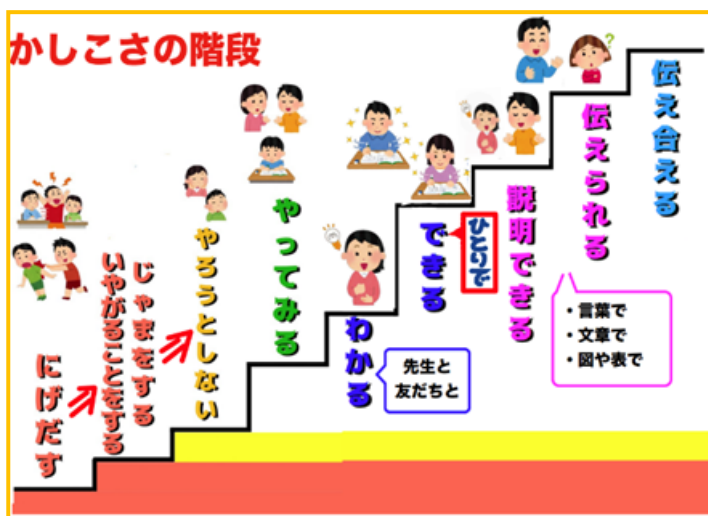 かしこさの階段
にげだす
いやがることをする
じゃまをする
やろうとしない
やってみる
わかる
先生と
友だちと
できる
ひとりで
説明できる
伝えられる
・言葉で
・文章で
・図や表で
伝え合える
?